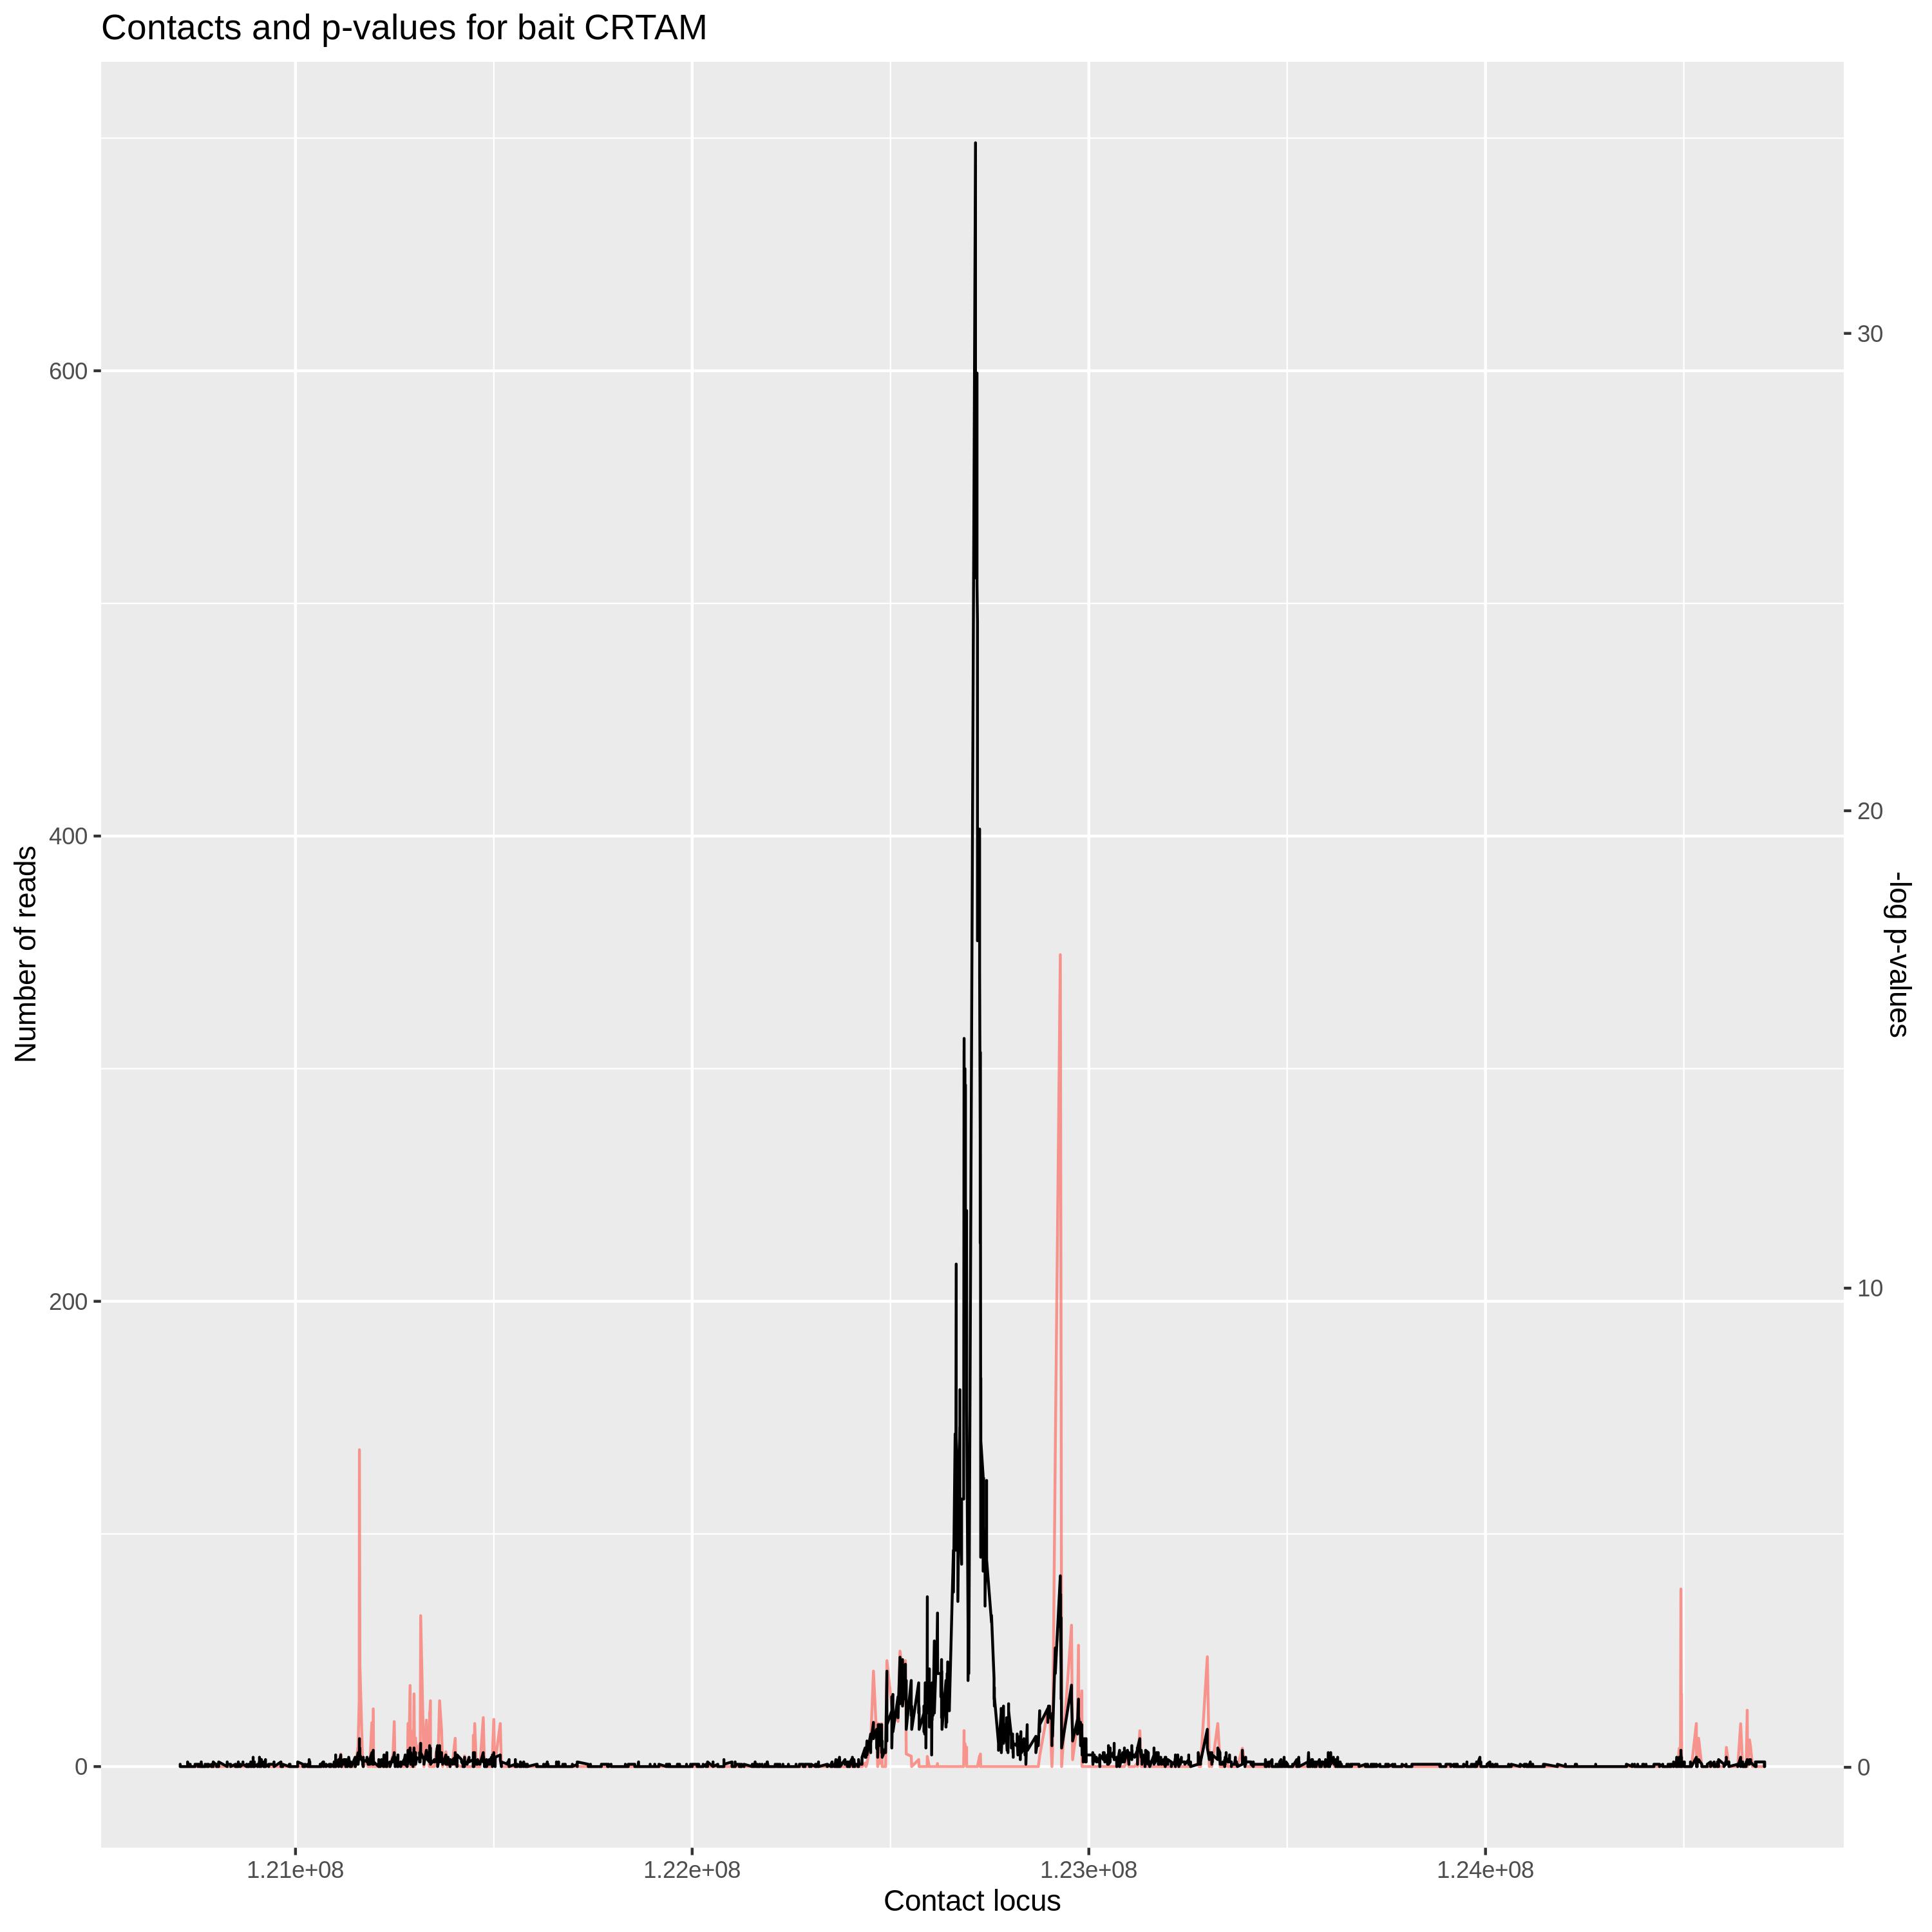 Contacts and p-values for bait CRTAM
Number of reads
600
400
200
0
30
20
10
0
-log p-values
1.21e+08 1.22e+08 1.23e+08 1.24e+08
Contact locus